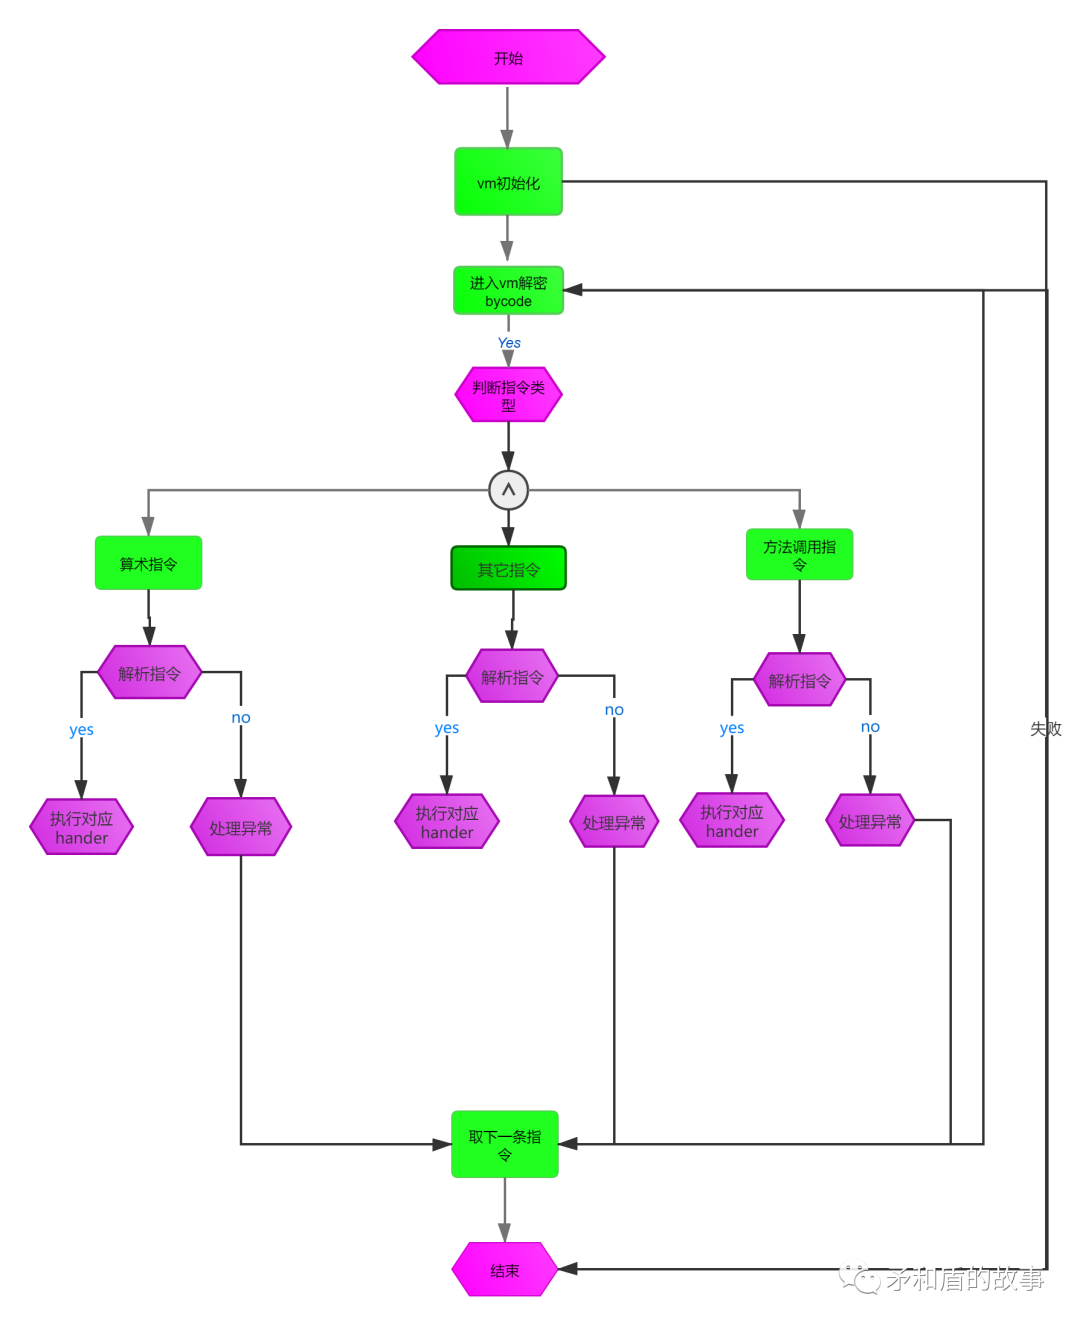 开始
vm初始化
进入vm解密
bycode
Yes
判断指令类
型
算术指令
其它指令
方法调用指
令
解析指令
解析指令
解析指令
yes
no
yes
no
yes
no
失败
执行对应
hander
处理异常
执行对应
hander
处理异常
执行对应
hander
处理异常
取下一条指
令
结束
矛和盾的故事